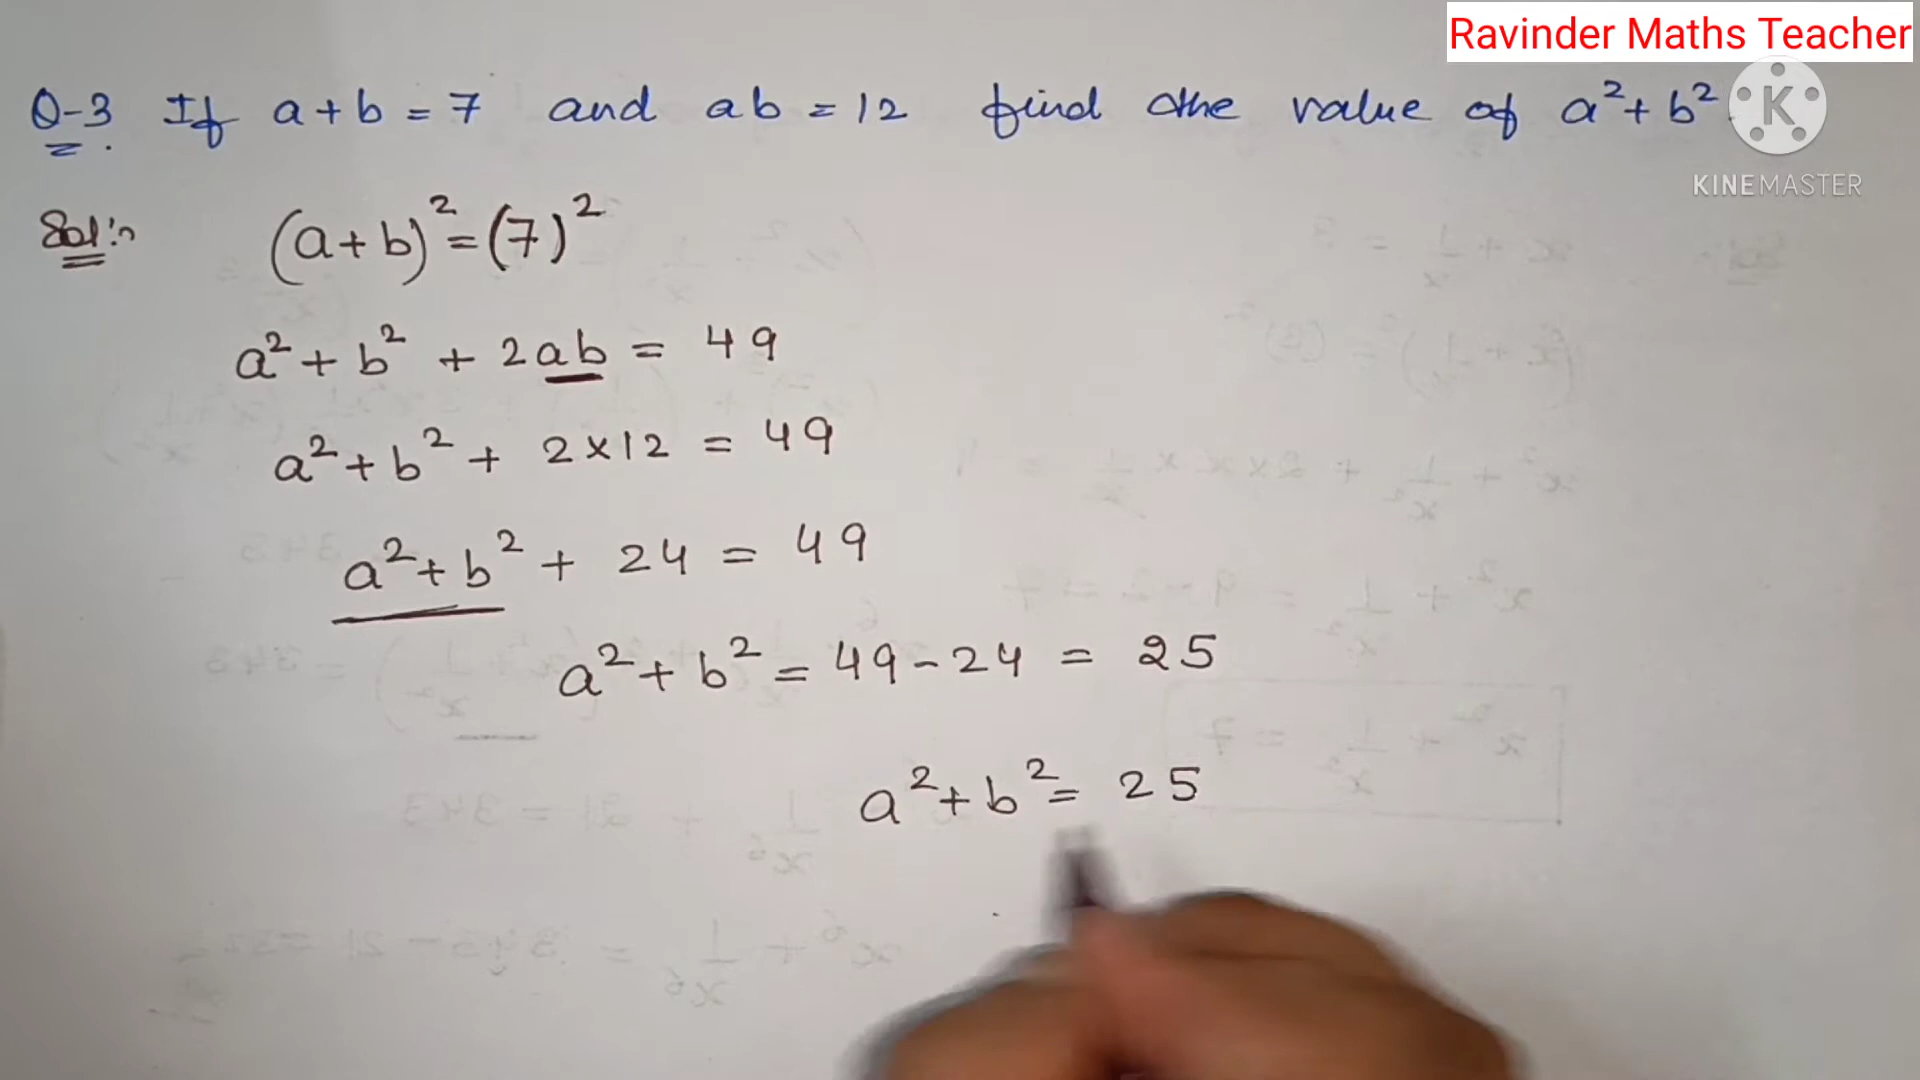 Ravinder Maths Teacher
Q-3 If a+b=7 and ab=12 find the value of a²+b².
KINEMASTER
Sol:n (a+b)²=(7)²
a²+b²+2ab=49
a²+b²+2×12=49
a²+b²+24=49
a²+b²=49-24=25
a²+b²=25